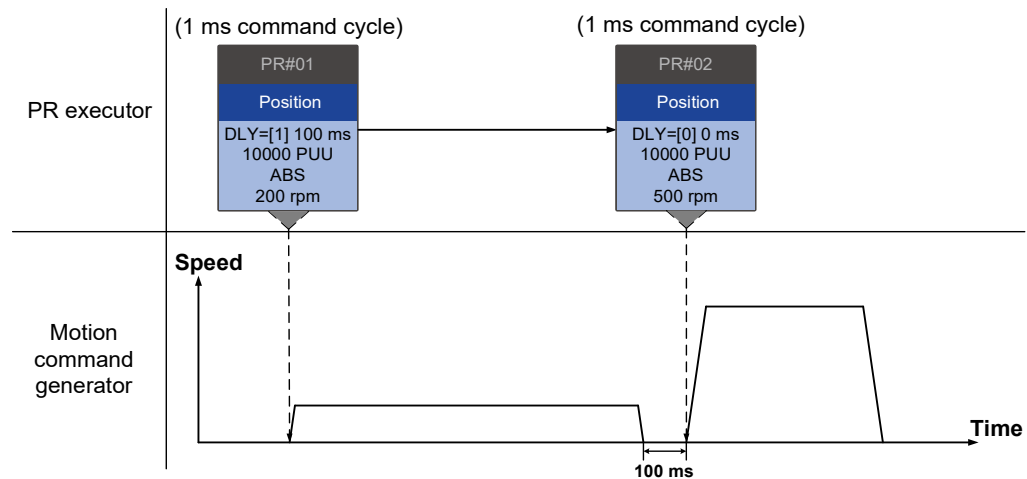 (1 ms command cycle)
(1 ms command cycle)
PR executor
PR#01
Position
DLY=[1] 100 ms
10000 PUU
ABS
200 rpm
PR#02
Position
DLY=[0] 0 ms
10000 PUU
ABS
500 rpm
Motion
command
generator
Speed
Time
100 ms